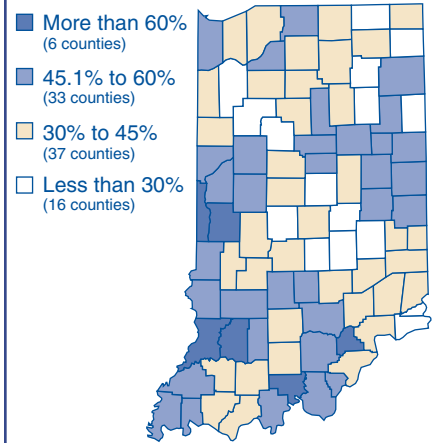 More than 60%
(6 counties)
45.1% to 60%
(33 counties)
30% to 45%
(37 counties)
Less than 30%
(16 counties)